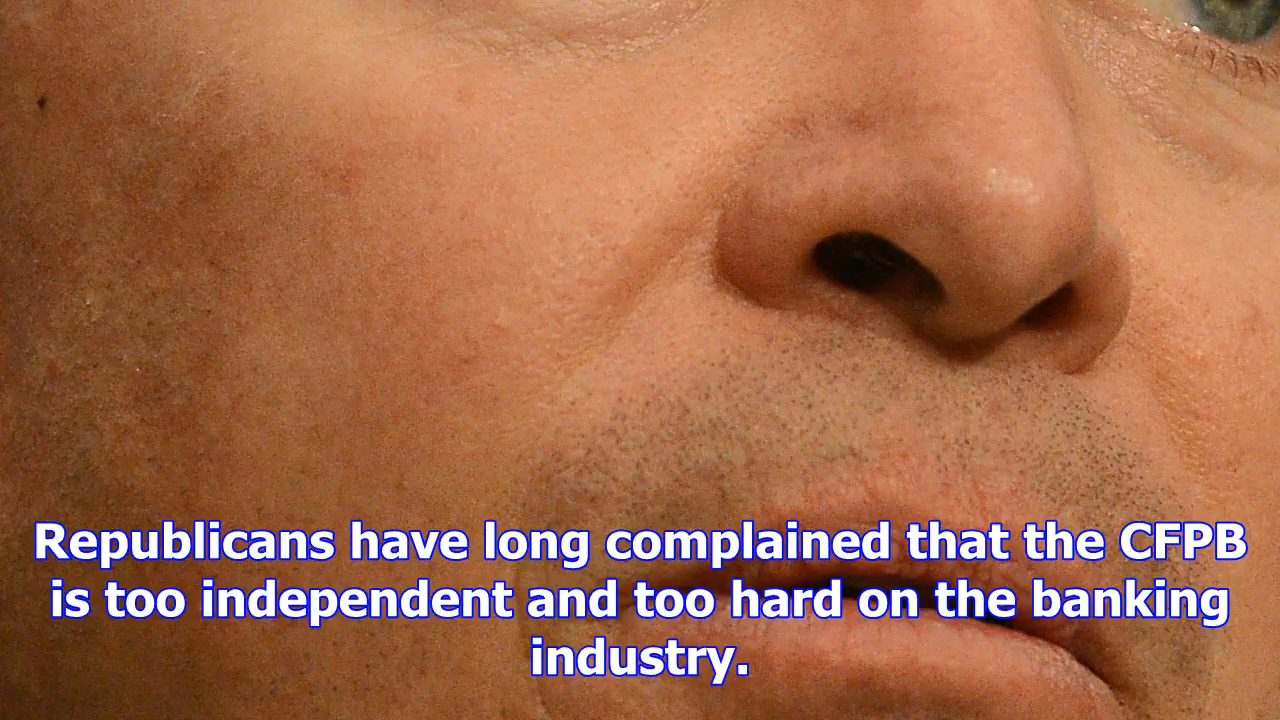 Republicans have long complained that the CFPB
is too independent and too hard on the banking
industry.